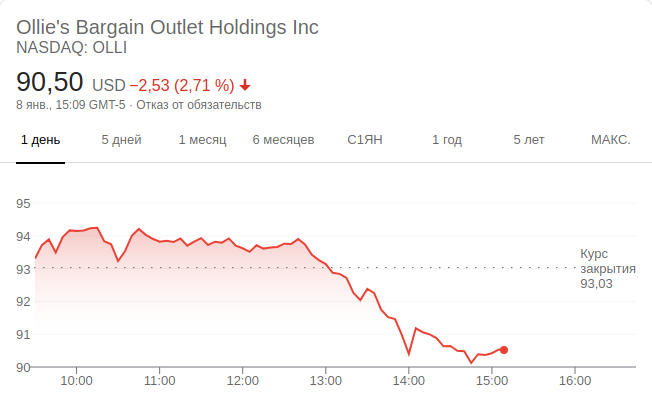 Ollie's Bargain Outlet Holdings Inc
NASDAQ: OLLI
90,50 USD −2,53 (2,71 %)
8 янв., 15:09 GMT-5 · Отказ от обязательств
1 день 5 дней 1 месяц 6 месяцев С1ЯН 1 год 5 лет МАКС.
95
94
93
92
91
90
Курс
закрытия
93,03
10:00 11:00 12:00 13:00 14:00 15:00 16:00